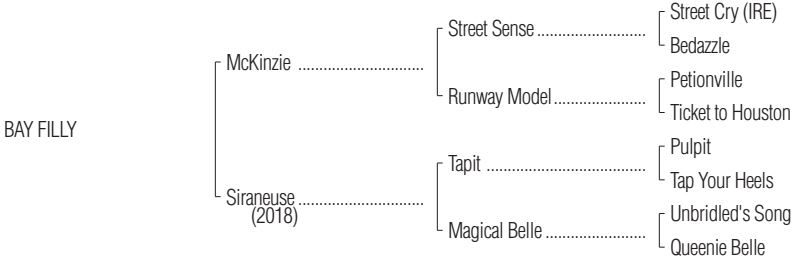 Street Cry (IRE)
Street Sense ..........................
Bedazzle
McKinzie ..............................
Petionville
Runway Model ......................
Ticket to Houston
BAY FILLY
Pulpit
Tapit ......................................
Tap Your Heels
Siraneuse ..............................
(2018)
Unbridled's Song
Magical Belle ........................
Queenie Belle